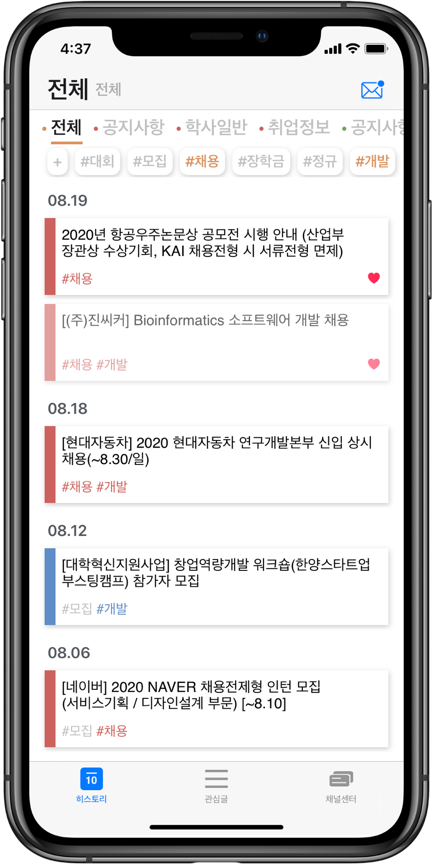 4:37
전체 전체
전체 공지사항 학사일반 취업정보 공지사항
+ #대회 #모집 #채용 #장학금 #정규 #개발
08.19
2020년 항공우주논문상 공모전 시행 안내 (산업부
장관상 수상기회, KAI 채용전형 시 서류전형 면제)
#채용
[(주)진씨커] Bioinformatics 소프트웨어 개발 채용
#채용 #개발
08.18
[현대자동차] 2020 현대자동차 연구개발본부 신입 상시
채용(~8.30/일)
#채용 #개발
08.12
[대학혁신지원사업] 창업역량개발 워크숍(한양스타트업
부스팅캠프) 참가자 모집
#모집 #개발
08.06
[네이버] 2020 NAVER 채용전제형 인턴 모집
(서비스기획 / 디자인설계 부문) [~8.10]
#모집 #채용
10
히스토리 관심글 채널센터